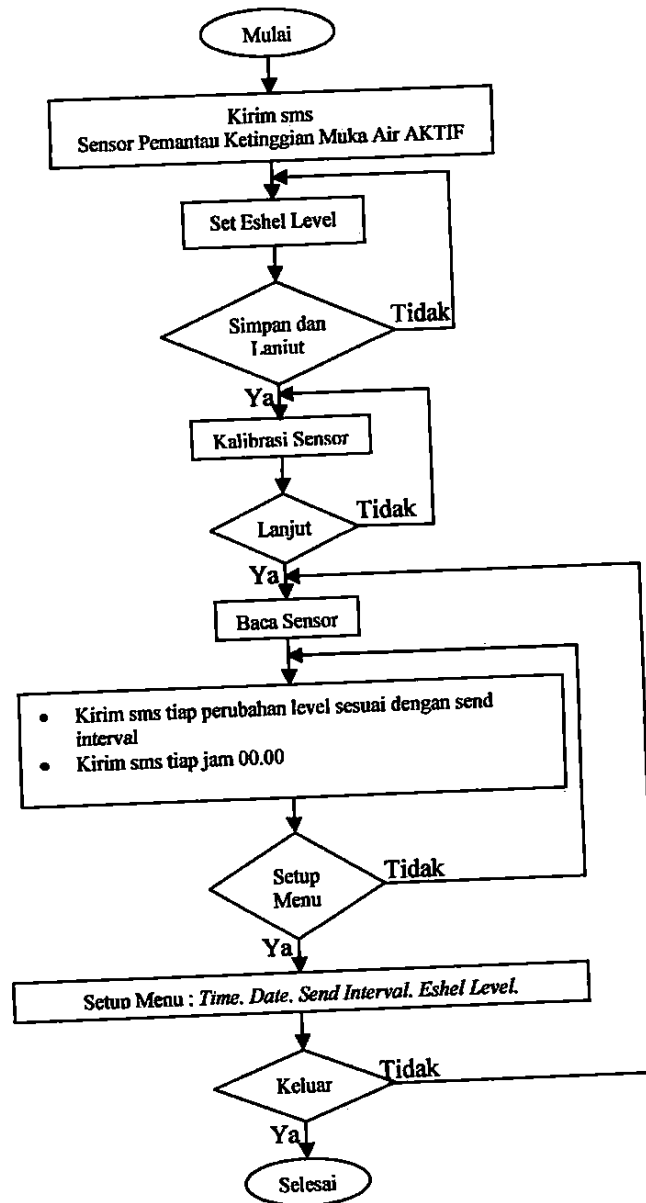 Mulai
Kirim sms
Sensor Pemantau Ketinggian Muka Air AKTIF
Set Eshel Level
Simpan dan
Lanjut
Tidak
Ya
Kalibrasi Sensor
Lanjut
Tidak
Ya
Baca Sensor
• Kirim sms tiap perubahan level sesuai dengan send
interval
• Kirim sms tiap jam 00.00
Setup
Menu
Tidak
Ya
Setup Menu : Time. Date. Send Interval. Eshel Level.
Keluar
Tidak
Ya
Selesai